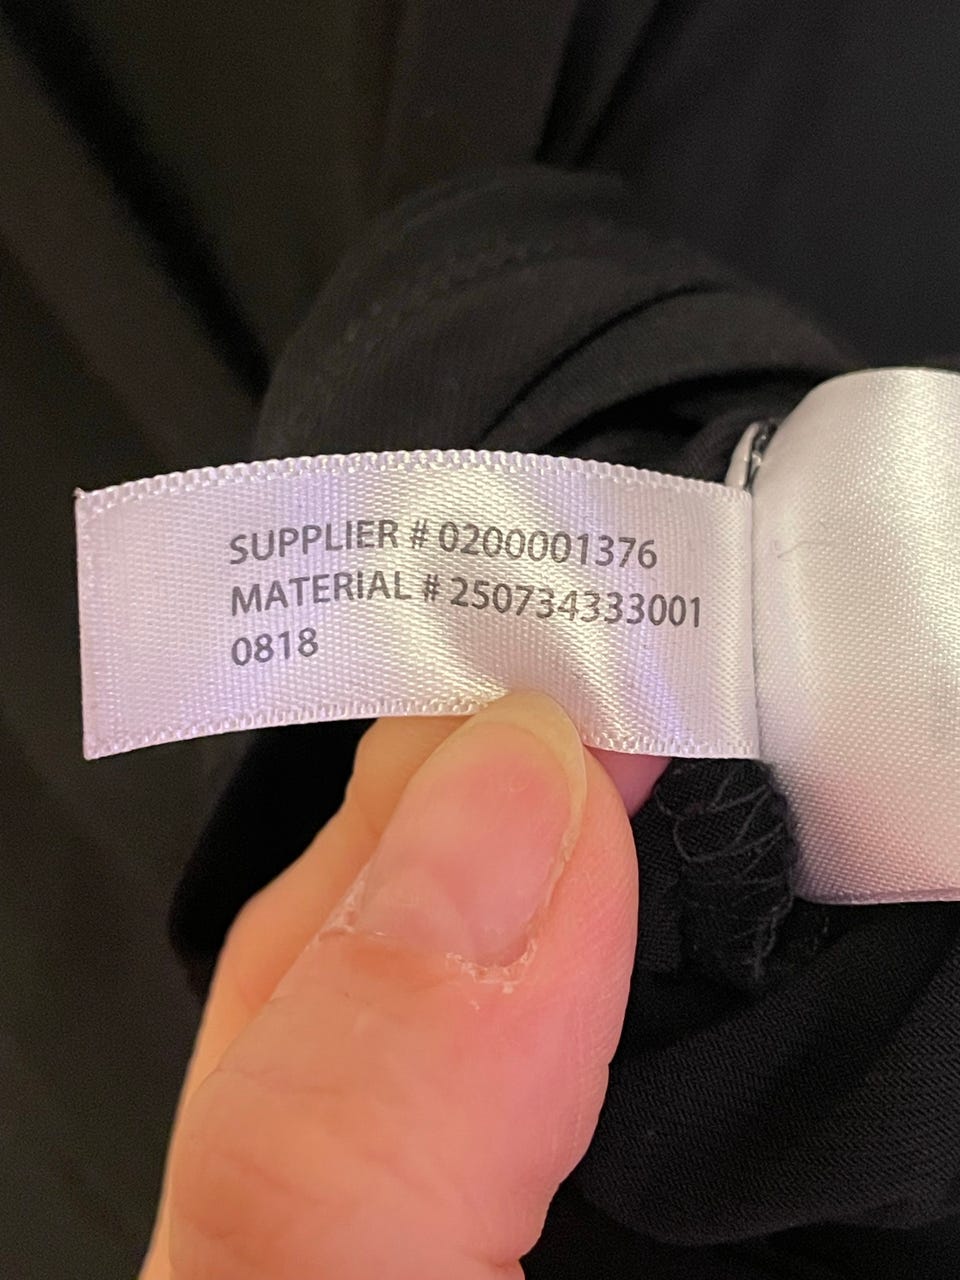 SUPPLIER # 0200001376
MATERIAL # 250734333001
0818